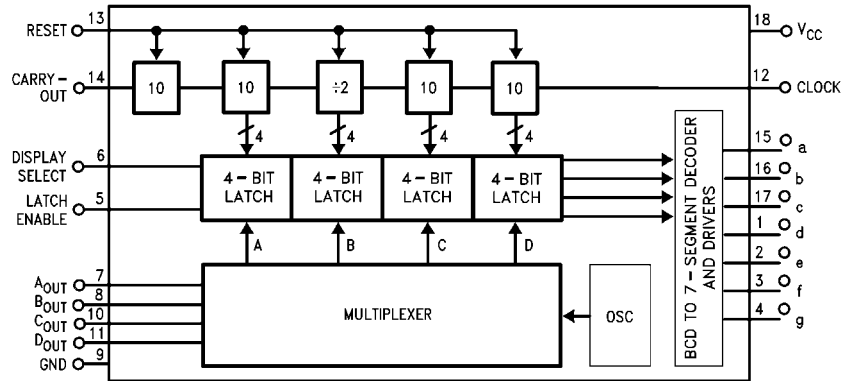 RESET 13
18 VCC
CARRY-OUT 14
10 10 ÷2 10 10
12 CLOCK
4 4 4 4
DISPLAY SELECT 6
LATCH ENABLE 5
4-BIT LATCH
4-BIT LATCH
4-BIT LATCH
4-BIT LATCH
A B C D
BCD TO 7-SEGMENT DECODER AND DRIVERS
15 a
16 b
17 c
1 d
2 e
3 f
4 g
AOUT 7
BOUT 8
COUT 10
DOUT 11
GND 9
MULTIPLEXER
OSC